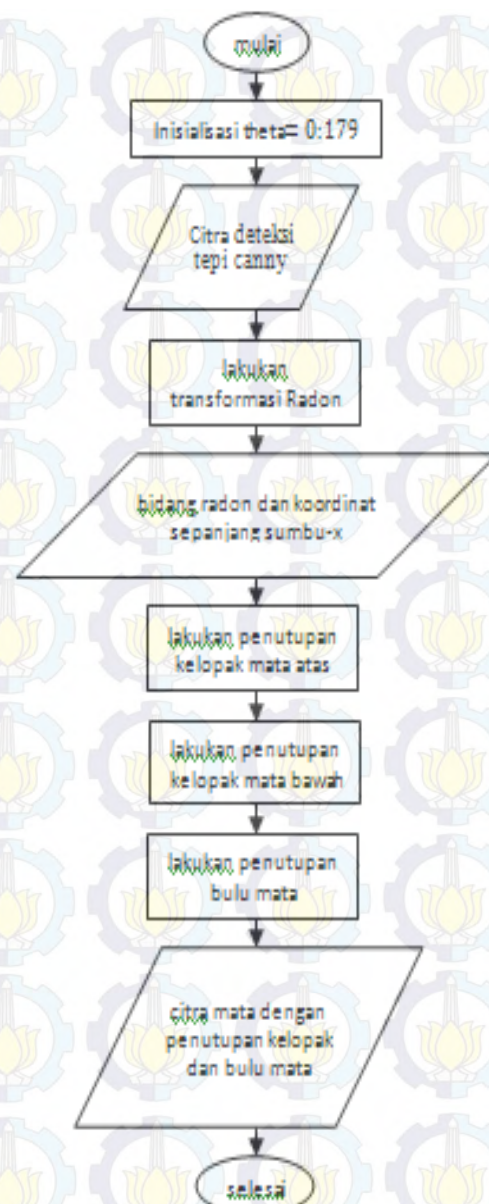 mulai
Inisialisasi theta= 0:179
Citra deteksi
tepi canny
lakukan
transformasi Radon
bidang radon dan koordinat
sepanjang sumbu-x
lakukan penutupan
kelopak mata atas
lakukan penutupan
kelopak mata bawah
lakukan penutupan
bulu mata
citra mata dengan
penutupan kelopak
dan bulu mata
selesai